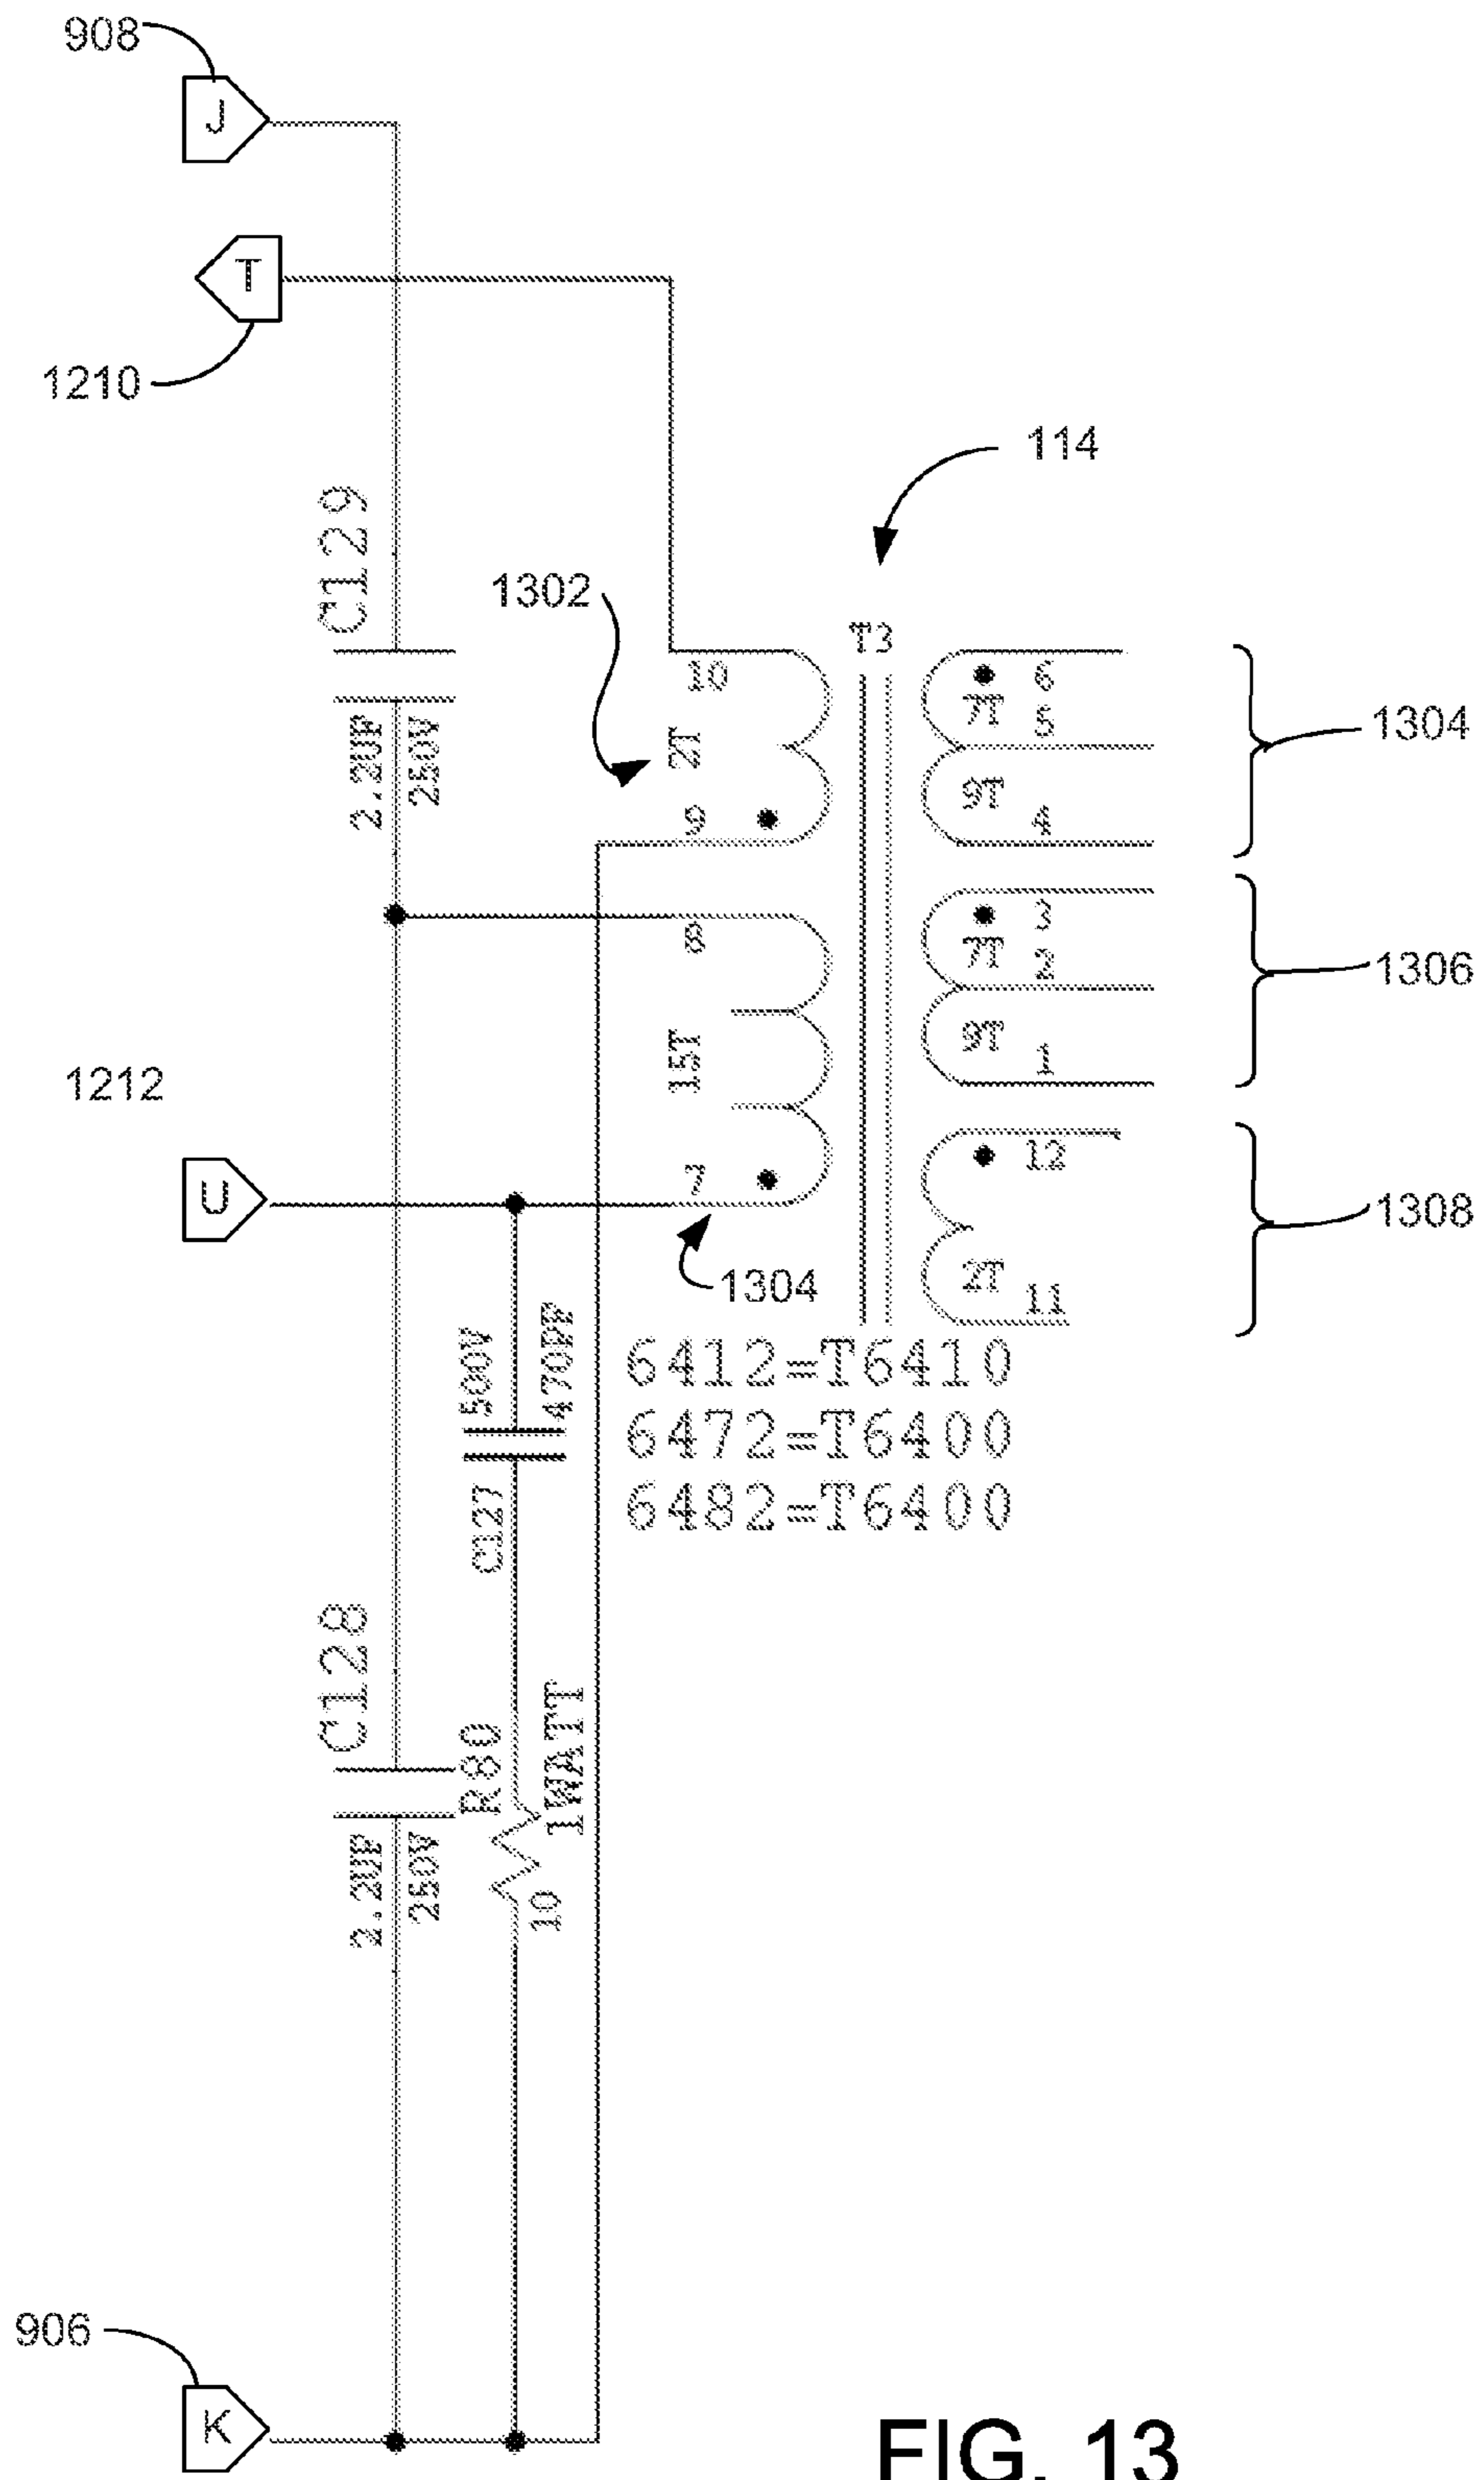 908
J
T
1210
114
C129
1302
T3
10
2T
9
2.2UF
250V
6
7T
5
9T
4
1304
8
15T
7
3
7T
2
9T
1
1306
1212
U
12
2T
11
1308
1304
500V
470PF
C127
6412=T6410
6472=T6400
6482=T6400
C128
2.2UF
250V
R80
1WATT
10
906
K
FIG. 13